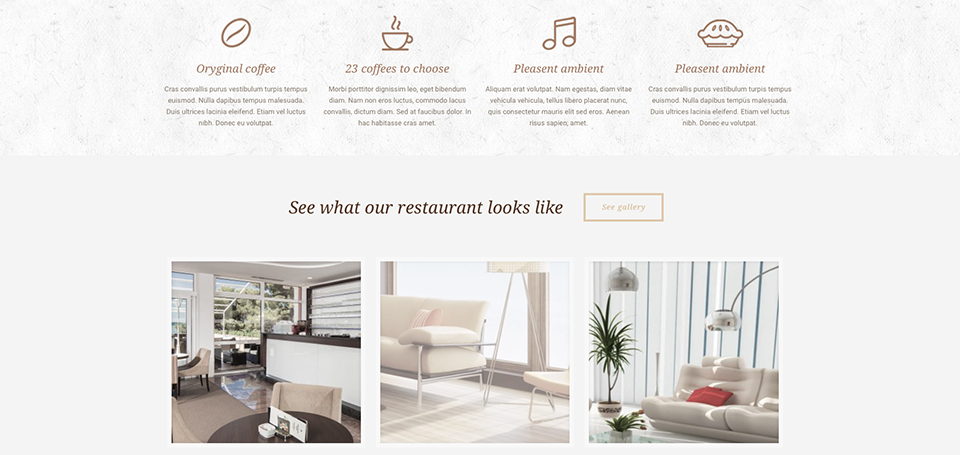 Oryginal coffee
Cras convallis purus vestibulum turpis tempus
euismod. Nulla dapibus tempus malesuada.
Duis ultrices lacinia eleifend. Etiam vel luctus
nibh. Donec eu volutpat.
23 coffees to choose
Morbi porttitor dignissim leo, eget bibendum
diam. Nam non eros luctus, commodo lacus
convallis, dictum diam. Sed at faucibus dolor. In
hac habitasse cras amet.
Pleasent ambient
Aliquam erat volutpat. Nam egestas, diam vitae
vehicula vehicula, tellus libero placerat nunc,
quis consectetur mauris elit sed eros. Aenean
risus sapien, amet.
Pleasent ambient
Cras convallis purus vestibulum turpis tempus
euismod. Nulla dapibus tempus malesuada.
Duis ultrices lacinia eleifend. Etiam vel luctus
nibh. Donec eu volutpat.
See what our restaurant looks like
See gallery